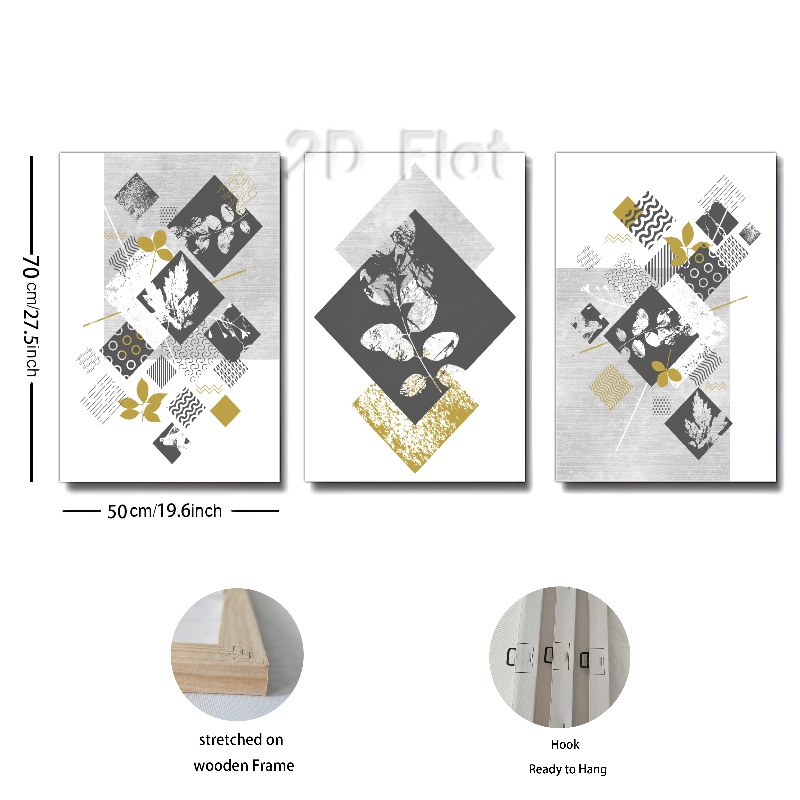 2D Flat
70cm/27.5inch
50cm/19.6inch
stretched on
wooden Frame
Hook
Ready to Hang